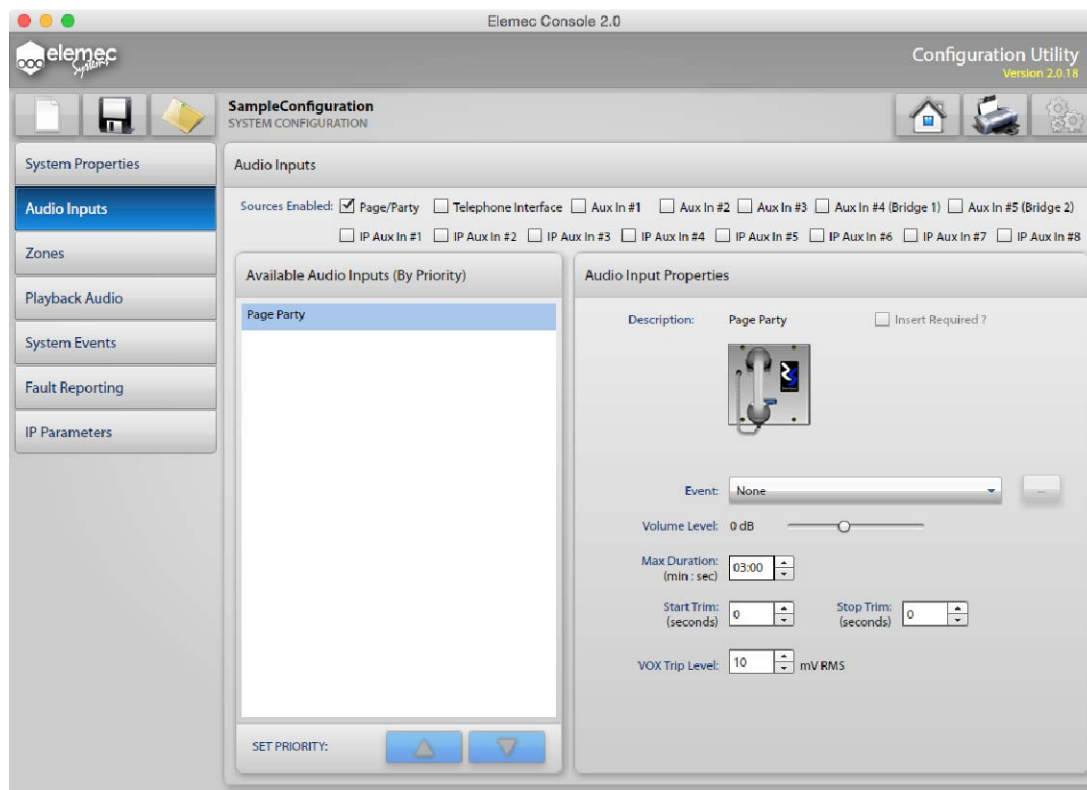 Elemec Console 2.0
elemec
Systems
Configuration Utility
Version 2.0.18
SampleConfiguration
SYSTEM CONFIGURATION
System Properties
Audio Inputs
Zones
Playback Audio
System Events
Fault Reporting
IP Parameters
Audio Inputs
Sources Enabled: Page/Party Telephone Interface Aux In #1 Aux In #2 Aux In #3 Aux In #4 (Bridge 1) Aux In #5 (Bridge 2)
IP Aux In #1 IP Aux In #2 IP Aux In #3 IP Aux In #4 IP Aux In #5 IP Aux In #6 IP Aux In #7 IP Aux In #8
Available Audio Inputs (By Priority)
Page Party
SET PRIORITY:
Audio Input Properties
Description: Page Party Insert Required ?
Event: None ...
Volume Level: 0 dB
Max Duration: 03:00
(min : sec)
Start Trim: 0 Stop Trim: 0
(seconds) (seconds)
VOX Trip Level: 10 mV RMS